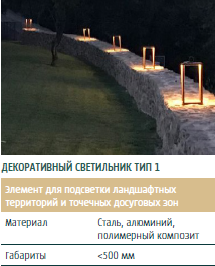 ДЕКОРАТИВНЫЙ СВЕТИЛЬНИК ТИП 1
Элемент для подсветки ландшафтных
территорий и точечных досуговых зон
Материал Сталь, алюминий,
полимерный композит
Габариты <500 мм